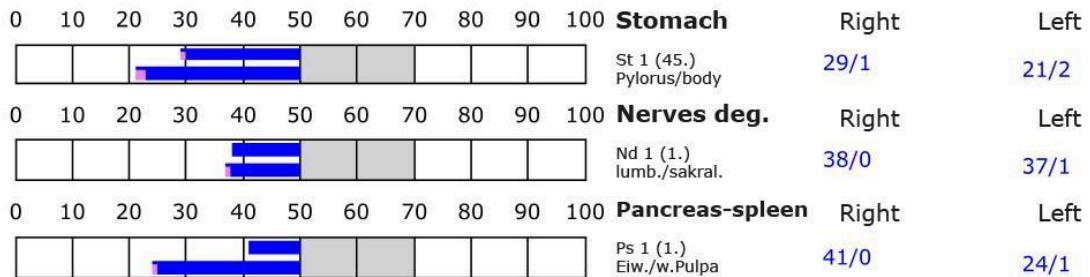 0 10 20 30 40 50 60 70 80 90 100 Stomach Right Left
St 1 (45.) 29/1 21/2
Pylorus/body
0 10 20 30 40 50 60 70 80 90 100 Nerves deg. Right Left
Nd 1 (1.) 38/0 37/1
lumb./sakral.
0 10 20 30 40 50 60 70 80 90 100 Pancreas-spleen Right Left
Ps 1 (1.) 41/0 24/1
Eiw./w.Pulpa